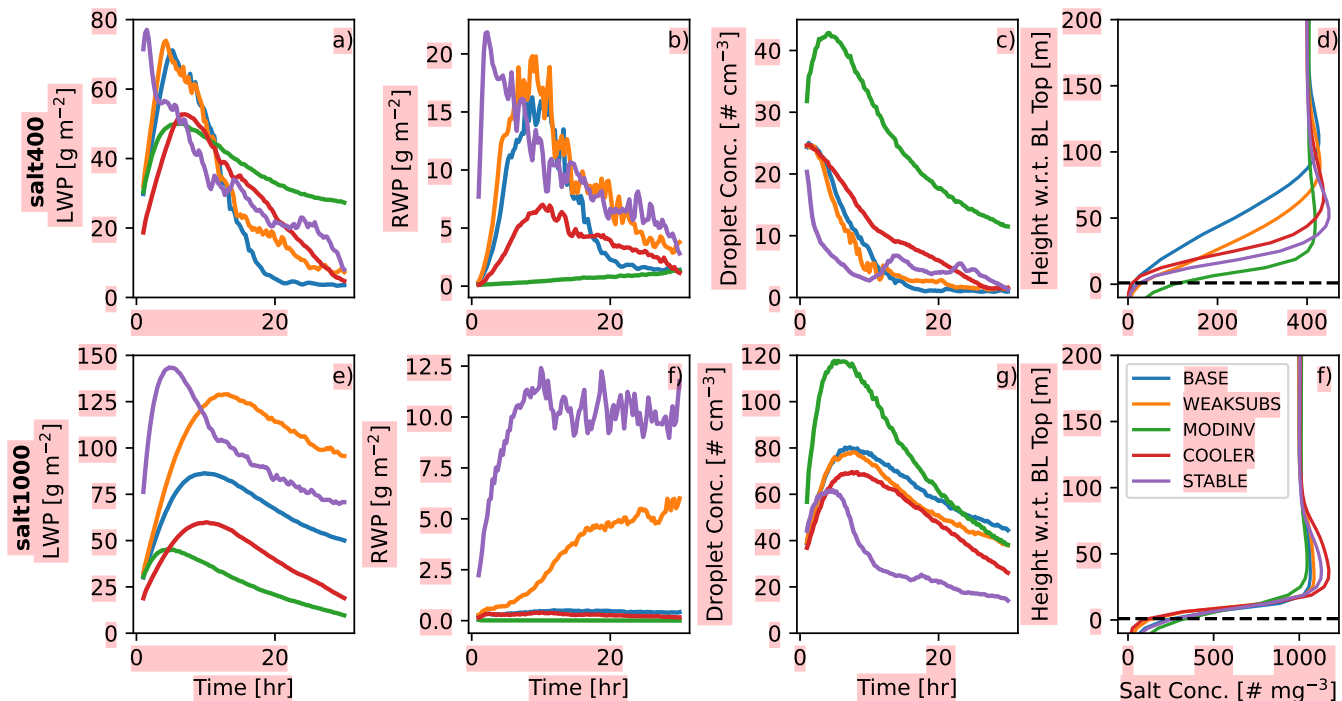 a)
80
60
40
20
0
0
20
salt400
LWP [g m⁻²]
b)
20
15
10
5
0
0
20
RWP [g m⁻²]
c)
40
30
20
10
0
0
20
Droplet Conc. [# cm⁻³]
d)
200
150
100
50
0
0
200
400
Height w.r.t. BL Top [m]
e)
150
125
100
75
50
25
0
0
20
salt1000
LWP [g m⁻²]
Time [hr]
f)
12.5
10.0
7.5
5.0
2.5
0.0
0
20
RWP [g m⁻²]
g)
120
100
80
60
40
20
0
0
20
Droplet Conc. [# cm⁻³]
Time [hr]
f)
200
150
100
50
0
0
500
1000
Height w.r.t. BL Top [m]
Salt Conc. [# mg⁻³]
BASE
WEAKSUBS
MODINV
COOLER
STABLE